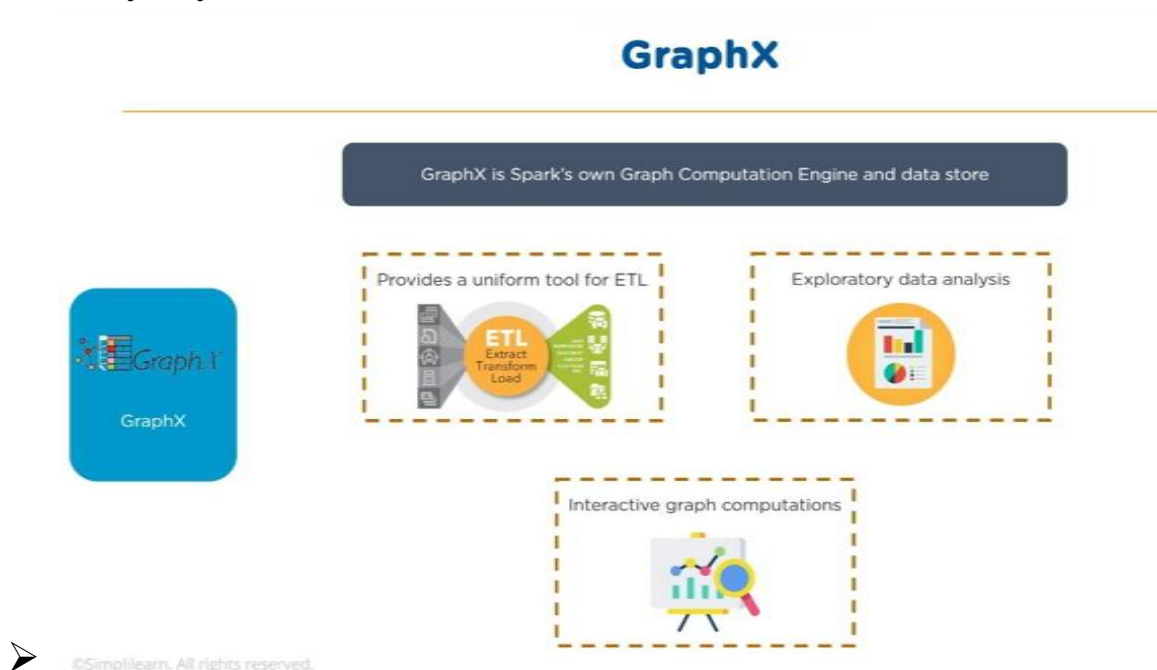 GraphX
GraphX is Spark's own Graph Computation Engine and data store
Provides a uniform tool for ETL
ETL
Extract
Transform
Load
Exploratory data analysis
GraphX
GraphX
Interactive graph computations
©Simplilearn. All rights reserved.